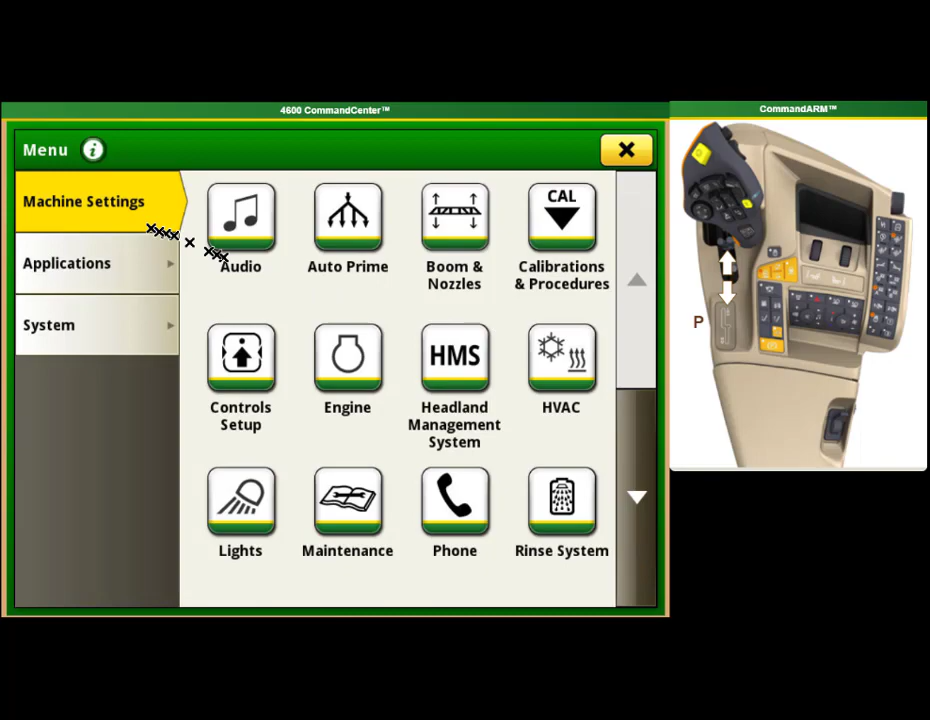 4600 CommandCenter™
CommandARM™
Menu
Machine Settings
Applications
System
Audio
Auto Prime
Boom &
Nozzles
CAL
Calibrations
& Procedures
Controls
Setup
Engine
HMS
Headland
Management
System
HVAC
Lights
Maintenance
Phone
Rinse System
P